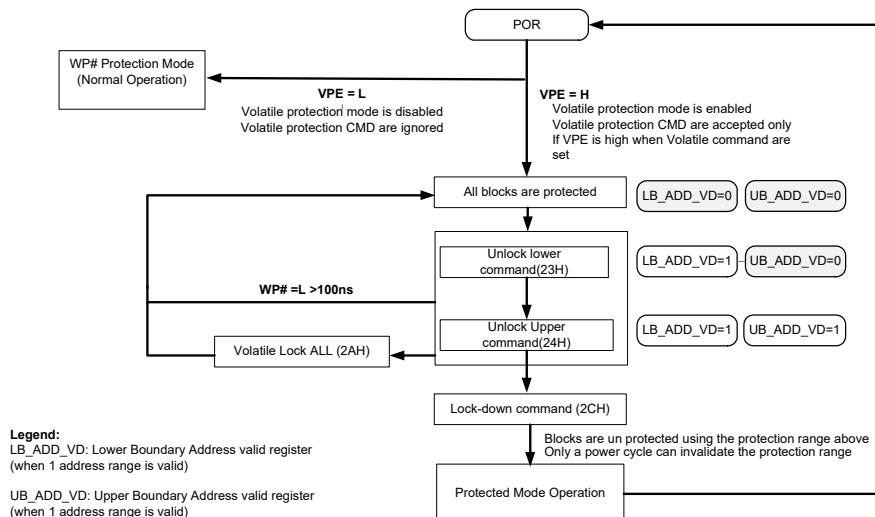 POR
WP# Protection Mode
(Normal Operation)
VPE = L
Volatile protection mode is disabled
Volatile protection CMD are ignored
VPE = H
Volatile protection mode is enabled
Volatile protection CMD are accepted only
If VPE is high when Volatile command are
set
All blocks are protected
LB_ADD_VD=0
UB_ADD_VD=0
Unlock lower
command(23H)
LB_ADD_VD=1
UB_ADD_VD=0
WP# =L >100ns
Unlock Upper
command(24H)
LB_ADD_VD=1
UB_ADD_VD=1
Volatile Lock ALL (2AH)
Lock-down command (2CH)
Blocks are un protected using the protection range above
Only a power cycle can invalidate the protection range
Protected Mode Operation
Legend:
LB_ADD_VD: Lower Boundary Address valid register
(when 1 address range is valid)
UB_ADD_VD: Upper Boundary Address valid register
(when 1 address range is valid)